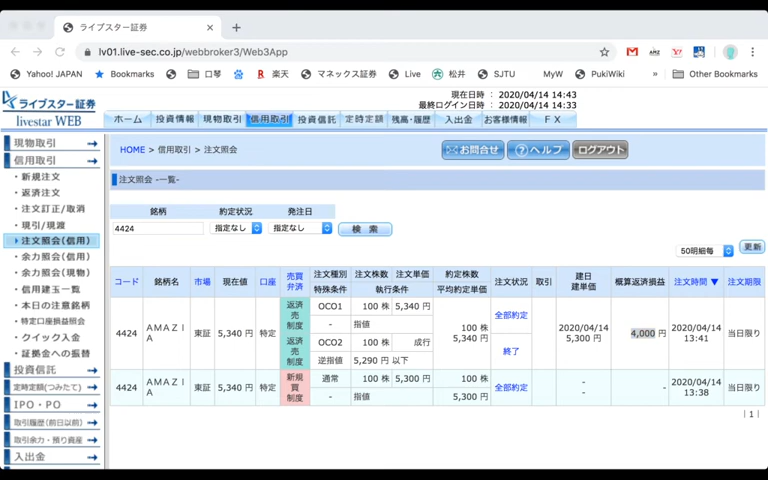 ライブスター証券
lv01.live-sec.co.jp/webbroker3/Web3App
Yahoo! JAPAN Bookmarks 口琴 楽天 マネックス証券 Live 松井 SJTU MyW PukiWiki » Other Bookmarks
ライブスター証券
livestar WEB
現在日時 : 2020/04/14 14:43
最終ログイン日時 : 2020/04/14 14:33
ホーム 投資情報 現物取引 信用取引 投資信託 定時定額 残高・履歴 入出金 お客様情報 FX
HOME > 信用取引 > 注文照会
お問合せ ヘルプ ログアウト
現物取引
信用取引
・新規注文
・返済注文
・注文訂正/取消
・現引/現渡
注文照会(信用)
・余力照会(信用)
・余力照会(現物)
・信用建玉一覧
・本日の注意銘柄
・特定口座損益照会
・クイック入金
・証拠金への振替
投資信託
定時定額(つみたて)
IPO・PO
取引履歴(前日以前)
取引余力・預り資産
入出金
注文照会 -一覧-
銘柄 約定状況 発注日
4424 指定なし 指定なし 検索
50明細毎 更新
コード 銘柄名 市場 現在値 口座 売買弁済 注文種別 注文株数 注文単価 約定株数 注文状況 取引 建日 概算返済損益 注文時間▼ 注文期限
特殊条件 執行条件 平均約定単価 建単価
4424 AMAZIA 東証 5,340 円 特定
返済売制度 OCO1 100 株 5,340 円
- 指値
返済売制度 OCO2 100 株 成行
逆指値 5,290 円 以下
100 株
5,340 円
全部約定
終了
2020/04/14
5,300 円
4,000 円
2020/04/14
13:41
当日限り
4424 AMAZIA 東証 5,340 円 特定
新規買制度 通常 100 株 5,300 円
- 指値
100 株
5,300 円
全部約定
-
-
-
2020/04/14
13:38
当日限り
| 1 |